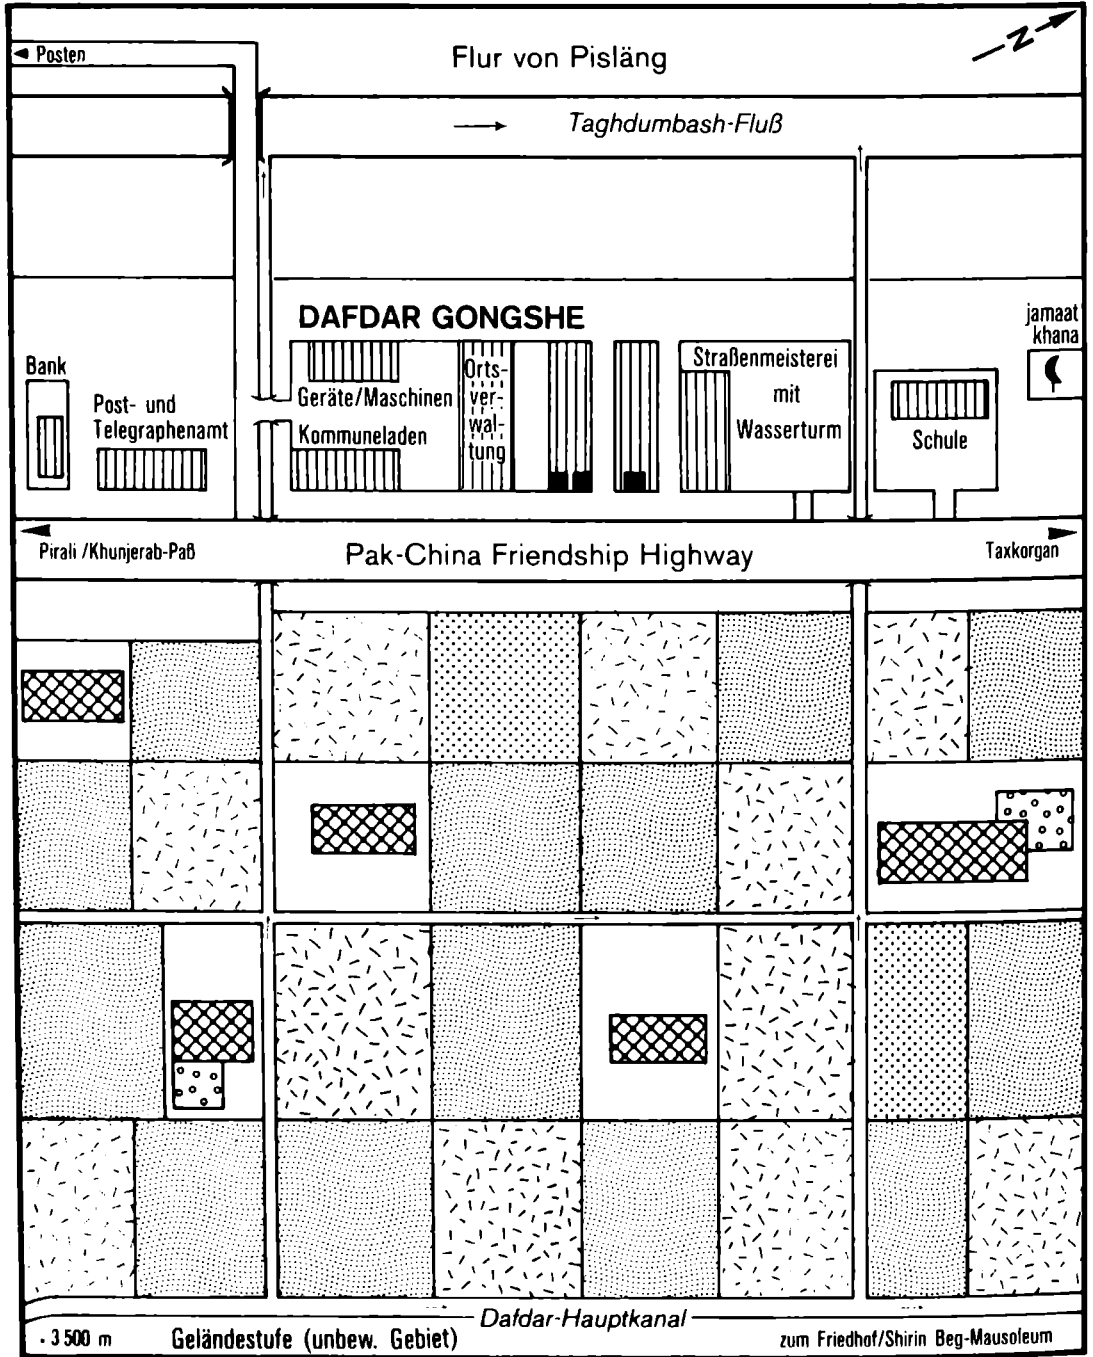 ◄ Posten
Flur von Pisläng
N
Taghdumbash-Fluß
DAFDAR GONGSHE
jamaat
khana
Bank
Post- und
Telegraphenamt
Geräte/Maschinen
Kommuneladen
Orts-
ver-
wal-
tung
Straßenmeisterei
mit
Wasserturm
Schule
Pirali/Khunjerab-Paß
Pak-China Friendship Highway
Taxkorgan
Dafdar-Hauptkanal
. 3500 m
Geländestufe (unbew. Gebiet)
zum Friedhof/Shirin Beg-Mausoleum